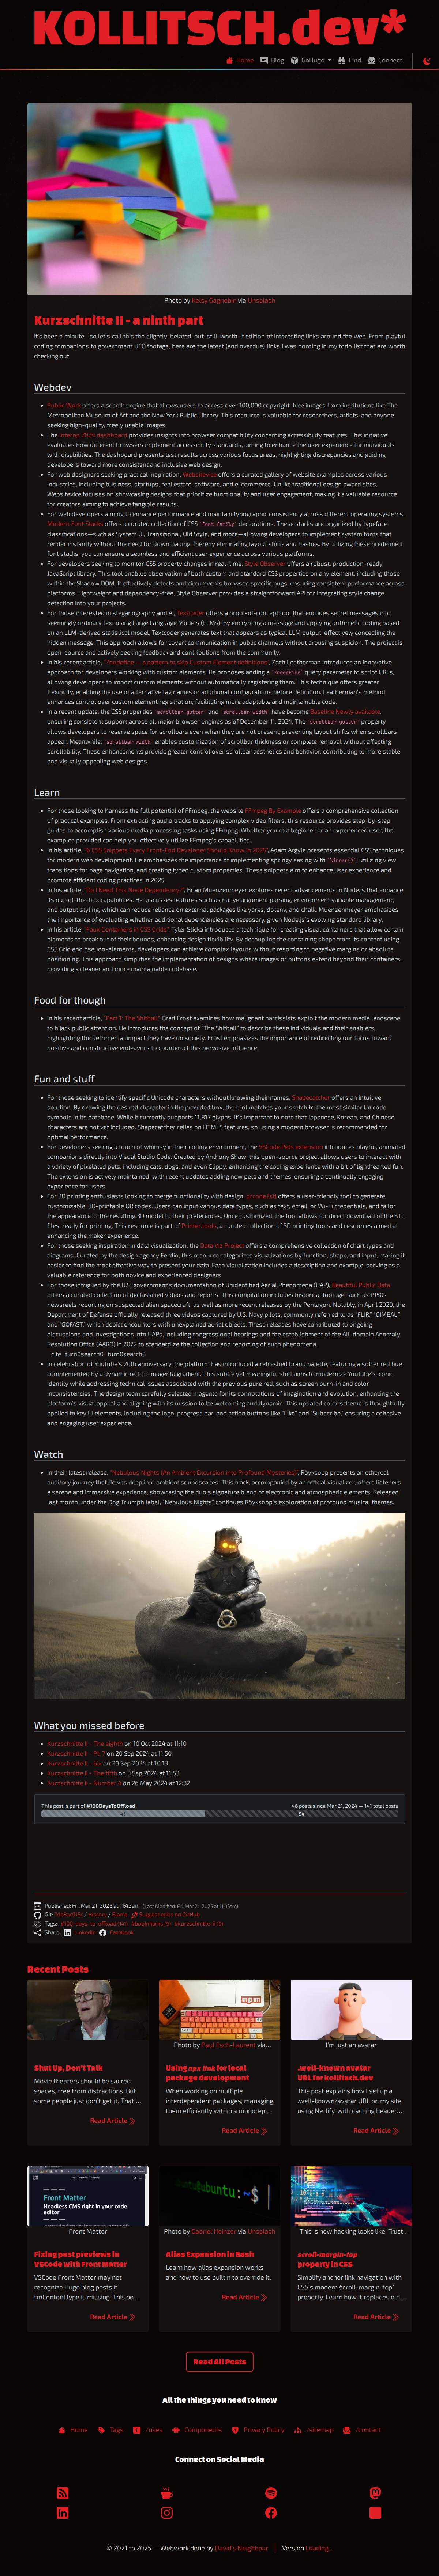 KOLLITSCH.dev*
Home Blog GoHugo Find Connect
Photo by Kelsy Gagnebin via Unsplash
Kurzschnitte II - a ninth part
It's been a minute—so let's call this the slightly-belated-but-still-worth-it edition of interesting links around the web. From playful
coding companions to government UFO footage, here are the latest (and overdue) links I was hoarding in my todo list that are worth
checking out.
Webdev
Public Work offers a search engine that allows users to access over 100,000 copyright-free images from institutions like The
Metropolitan Museum of Art and the New York Public Library. This resource is valuable for researchers, artists, and anyone
seeking high-quality, freely usable images.
The Interop 2024 dashboard provides insights into browser compatibility concerning accessibility features. This initiative
evaluates how different browsers implement accessibility standards, aiming to enhance the user experience for individuals
with disabilities. The dashboard presents test results across various focus areas, highlighting discrepancies and guiding
developers toward more consistent and inclusive web design.
For web designers seeking practical inspiration, Websitevice offers a curated gallery of website examples across various
industries, including business, startups, real estate, software, and e-commerce. Unlike traditional design award sites,
Websitevice focuses on showcasing designs that prioritize functionality and user engagement, making it a valuable resource
for creatives aiming to achieve tangible results.
For web developers aiming to enhance performance and maintain typographic consistency across different operating systems,
Modern Font Stacks offers a curated collection of CSS `font-family` declarations. These stacks are organized by typeface
classifications—such as System UI, Transitional, Old Style, and more—allowing developers to implement system fonts that
render instantly without the need for downloading, thereby eliminating layout shifts and flashes. By utilizing these predefined
font stacks, you can ensure a seamless and efficient text rendering experience across various platforms.
For developers seeking to monitor CSS property changes in real-time, Style Observer offers a robust, production-ready
JavaScript library. This tool enables observation of both custom and standard CSS properties on any element, including those
within the Shadow DOM. It effectively detects and circumvents browser-specific bugs, ensuring consistent performance across
platforms. Lightweight and dependency-free, Style Observer provides a straightforward API for integrating style change
detection into your projects.
For those interested in steganography and AI, Textcoder offers a proof-of-concept tool that encodes secret messages into
seemingly ordinary text using Large Language Models (LLMs). By encrypting a message and applying arithmetic coding based
on an LLM-derived statistical model, Textcoder generates text that appears as typical LLM output, effectively concealing the
hidden message. This approach allows for covert communication in public channels without arousing suspicion. The project is
open-source and actively seeking feedback and contributions from the community.
In his recent article, "?nodefine — a pattern to skip Custom Element definitions", Zach Leatherman introduces an innovative
approach for developers working with custom elements. He proposes adding a `?nodefine` query parameter to script URLs,
allowing developers to import custom elements without automatically registering them. This technique offers greater
flexibility, enabling the use of alternative tag names or additional configurations before definition. Leatherman's method
enhances control over custom element registration, facilitating more adaptable and maintainable code.
In a recent update, the CSS properties `scrollbar-gutter` and `scrollbar-width` have become Baseline Newly available,
ensuring consistent support across all major browser engines as of December 11, 2024. The `scrollbar-gutter` property
allows developers to reserve space for scrollbars even when they are not present, preventing layout shifts when scrollbars
appear. Meanwhile, `scrollbar-width` enables customization of scrollbar thickness or complete removal without affecting
scrollability. These enhancements provide greater control over scrollbar aesthetics and behavior, contributing to more stable
and visually appealing web designs.
Learn
For those looking to harness the full potential of FFmpeg, the website FFmpeg By Example offers a comprehensive collection
of practical examples. From extracting audio tracks to applying complex video filters, this resource provides step-by-step
guides to accomplish various media processing tasks using FFmpeg. Whether you're a beginner or an experienced user, the
examples provided can help you effectively utilize FFmpeg's capabilities.
In his article, "6 CSS Snippets Every Front-End Developer Should Know In 2025", Adam Argyle presents essential CSS techniques
for modern web development. He emphasizes the importance of implementing springy easing with `linear()`, utilizing view
transitions for page navigation, and creating typed custom properties. These snippets aim to enhance user experience and
promote efficient coding practices in 2025.
In his article, "Do I Need This Node Dependency?", Brian Muenzenmeyer explores recent advancements in Node.js that enhance
its out-of-the-box capabilities. He discusses features such as native argument parsing, environment variable management,
and output styling, which can reduce reliance on external packages like yargs, dotenv, and chalk. Muenzenmeyer emphasizes
the importance of evaluating whether additional dependencies are necessary, given Node.js's evolving standard library.
In his article, "Faux Containers in CSS Grids", Tyler Sticka introduces a technique for creating visual containers that allow certain
elements to break out of their bounds, enhancing design flexibility. By decoupling the containing shape from its content using
CSS Grid and pseudo-elements, developers can achieve complex layouts without resorting to negative margins or absolute
positioning. This approach simplifies the implementation of designs where images or elements extend beyond their containers,
providing a cleaner and more maintainable codebase.
Food for though
In his recent article, "Part 1: The Shitball", Brad Frost examines how malignant narcissists exploit the modern media landscape
to hijack public attention. He introduces the concept of "The Shitball" to describe these individuals and their enablers,
highlighting the detrimental impact they have on society. Frost emphasizes the importance of redirecting our focus toward
positive and constructive endeavors to counteract this pervasive influence.
Fun and stuff
For those seeking to identify specific Unicode characters without knowing their names, Shapecatcher offers an intuitive
solution. By drawing the desired character in the provided box, the tool matches your sketch to the most similar Unicode
symbols in its database. While it currently supports 11,817 glyphs, it's important to note that Japanese, Korean, and Chinese
characters are not yet included. Shapecatcher relies on HTML5 features, so using a modern browser is recommended for
optimal performance.
For developers seeking a touch of whimsy in their coding environment, the VSCode Pets extension introduces playful, animated
companions directly into Visual Studio Code. Created by Anthony Shaw, this open-source project allows users to interact with
a variety of pixelated pets, including cats, dogs, and even Clippy, enhancing the coding experience with a bit of lighthearted fun.
The extension is actively maintained, with recent updates adding new pets and themes, ensuring a continually engaging
experience for users.
For 3D printing enthusiasts looking to merge functionality with design, qrcode2stl offers a user-friendly tool to generate
customizable, 3D-printable QR codes. Users can input various data types, such as text, email, or Wi-Fi credentials, and tailor
the appearance of the resulting 3D model to their preferences. Once customized, the tool allows for direct download of STL
files, ready for printing. This resource is part of Printer.tools, a curated collection of 3D printing tools and resources aimed at
enhancing the maker experience.
For those seeking inspiration in data visualization, the Data Viz Project offers a comprehensive collection of chart types and
diagrams. Curated by the design agency Ferdio, this resource categorizes visualizations by function, shape, and input, making it
easier to find the most effective way to present your data. Each visualization includes a description and example, serving as a
valuable reference for both novice and experienced designers.
For those intrigued by the U.S. government's documentation of Unidentified Aerial Phenomena (UAP), Beautiful Public Data
offers a curated collection of declassified videos and reports. This compilation includes historical footage, such as 1950s
newsreels reporting on suspected alien spacecraft, as well as more recent releases by the Pentagon. Notably, in April 2020, the
Department of Defense officially released three videos captured by U.S. Navy pilots, commonly referred to as "FLIR," "GIMBAL,"
and "GOFAST," which depict encounters with unexplained aerial objects. These releases have contributed to ongoing
discussions and investigations into UAPs, including congressional hearings and the establishment of the All-domain Anomaly
Resolution Office (AARO) in 2022 to standardize the collection and reporting of such phenomena.
cite turn0search0 turn0search3
In celebration of YouTube's 20th anniversary, the platform has introduced a refreshed brand palette, featuring a truer red hue
complemented by a dynamic red-to-magenta gradient. This subtle yet meaningful shift aims to modernize YouTube's iconic
identity while addressing technical issues associated with the previous pure red, such as screen burn-in and color
inconsistencies. The design team carefully selected magenta for its connotations of imagination and evolution, enhancing the
platform's visual appeal and aligning with its mission to be welcoming and dynamic. This updated color scheme is thoughtfully
applied to key UI elements, including the logo, progress bar, and action buttons like "Like" and "Subscribe," ensuring a cohesive
and engaging user experience.
Watch
In their latest release, "Nebulous Nights (An Ambient Excursion into Profound Mysteries)", Röyksopp presents an ethereal
auditory journey that delves deep into ambient soundscapes. This track, accompanied by an official visualizer, offers listeners
a serene and immersive experience, showcasing the duo's signature blend of electronic and atmospheric elements. Released
last month under the Dog Triumph label, "Nebulous Nights" continues Röyksopp's exploration of profound musical themes.
What you missed before
Kurzschnitte II - The eighth on 10 Oct 2024 at 11:10
Kurzschnitte II - Pt. 7 on 20 Sep 2024 at 11:50
Kurzschnitte II - 6ix on 20 Sep 2024 at 10:13
Kurzschnitte II - The fifth on 3 Sep 2024 at 11:53
Kurzschnitte II - Number 4 on 26 May 2024 at 12:32
This post is part of #100DaysToOffload
46 posts since Mar 21, 2024 — 141 total posts
Published: Fri, Mar 21, 2025 at 11:42am (Last Modified: Fri, Mar 21, 2025 at 11:45am)
/ History / Blame Suggest edits on GitHub
Share: LinkedIn Facebook
Recent Posts
Shut Up, Don't Talk
Movie theaters should be sacred
spaces, free from distractions. But
some people just don't get it. That'...
Read Article
Photo by Paul Esch-Laurent via...
Using npx link for local
package development
When working on multiple
interdependent packages, managing
them efficiently within a monorep...
Read Article
I'm just an avatar
.well-known avatar
URL for kollitsch.dev
This post explains how I set up a
.well-known/avatar URL on my site
using Netlify, with caching header...
Read Article
Front Matter
Headless CMS right in your code
editor
Front Matter
Fixing post previews in
VSCode with Front Matter
VSCode Front Matter may not
recognize Hugo blog posts if
fmContentType is missing. This po...
Read Article
ubuntu:~$
Photo by Gabriel Heinzer via Unsplash
Alias Expansion in Bash
Learn how alias expansion works
and how to use builtin to override it.
Read Article
This is how hacking looks like. Trust...
scroll-margin-top
property in CSS
Simplify anchor link navigation with
CSS's modern `scroll-margin-top`
property. Learn how it replaces old...
Read Article
Read All Posts
All the things you need to know
Home Tags /uses Components Privacy Policy /sitemap /contact
Connect on Social Media
© 2021 to 2025 — Webwork done by David's Neighbour Version Loading...